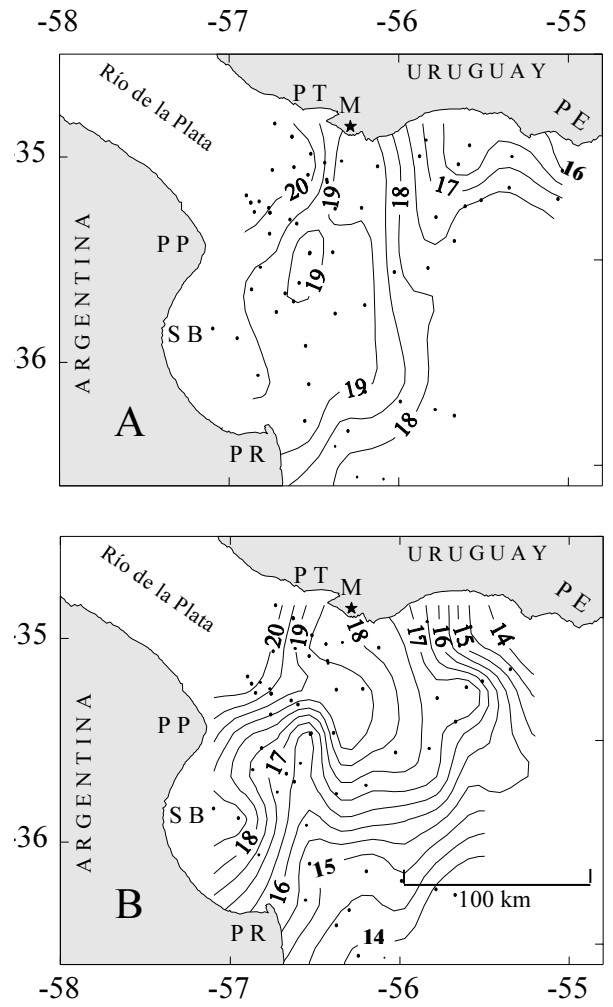 -58 -57 -56 -55
URUGUAY
Río de la Plata
PT M
PE
-35
16
20 19 18 17
PP
19
ARGENTINA
SB
-36
19
A
18
PR
URUGUAY
Río de la Plata
PT M
PE
-35
20 19 18 17 16 15 14
PP
17
ARGENTINA
SB
-36
18
15
16
100 km
B
PR
14
-58 -57 -56 -55